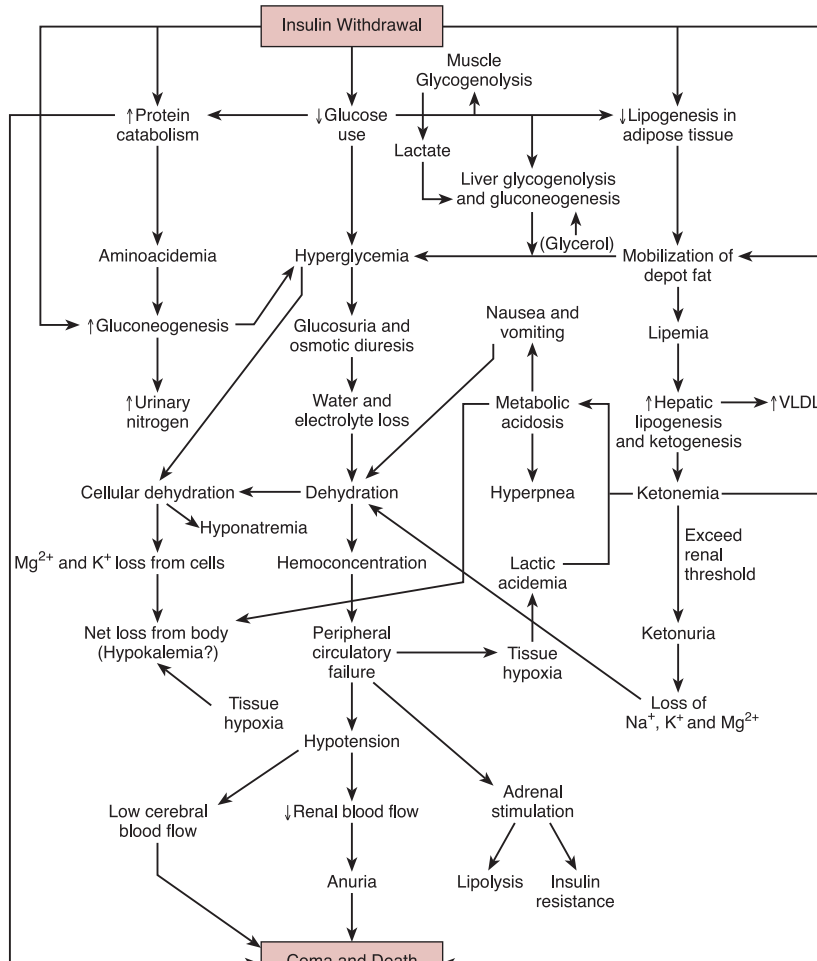 Insulin Withdrawal
Muscle
Glycogenolysis
↑Protein
catabolism
↓Glucose
use
↓Lipogenesis in
adipose tissue
Lactate
Liver glycogenolysis
and gluconeogenesis
(Glycerol)
Aminoacidemia
Hyperglycemia
Mobilization of
depot fat
↑Gluconeogenesis
Glucosuria and
osmotic diuresis
Nausea and
vomiting
Lipemia
↑Urinary
nitrogen
Water and
electrolyte loss
Metabolic
acidosis
↑Hepatic
lipogenesis
and ketogenesis
↑VLDL
Cellular dehydration
Dehydration
Hyperpnea
Ketonemia
Hyponatremia
Exceed
renal
threshold
Mg2+ and K+ loss from cells
Hemoconcentration
Lactic
acidemia
Net loss from body
(Hypokalemia?)
Peripheral
circulatory
failure
Tissue
hypoxia
Ketonuria
Tissue
hypoxia
Loss of
Na+, K+ and Mg2+
Hypotension
Low cerebral
blood flow
↓Renal blood flow
Adrenal
stimulation
Anuria
Lipolysis
Insulin
resistance
Coma and Death